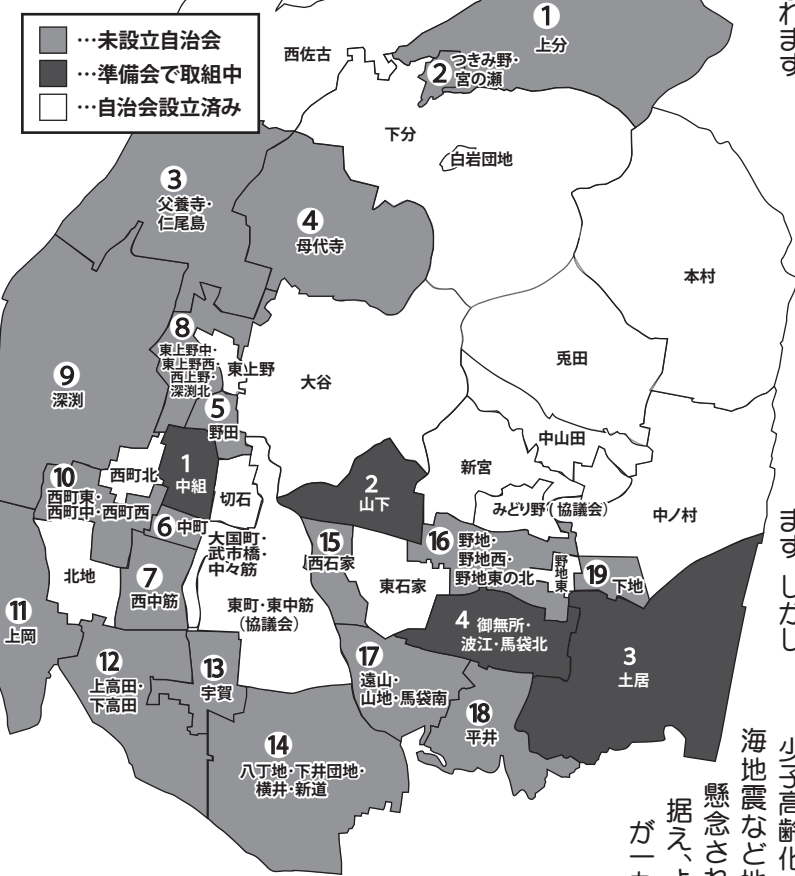 …未設立自治会
…準備会で取組中
…自治会設立済み
① 上分
西佐古
② つきみ野・
宮の瀬
下分
白岩団地
③
父養寺・
仁尾島
④
母代寺
本村
⑧
東上野中・
東上野西・
西上野・
深渕北
東上野
大谷
兎田
⑨
深渕
⑤
野田
中山田
新宮
みどり野(協議会)
中ノ村
1
中組
西町北
切石
2
山下
⑩
西町東・
西町中・西町西
⑥ 中町
大国町・
武市橋・
中々筋
⑮
西石家
⑯ 野地・
野地西・
野地東の北
野地東
⑲ 下地
北地
⑦
西中筋
東石家
東町・東中筋
(協議会)
4 御無所・
波江・馬袋北
3
土居
⑪
上岡
⑫
上高田・
下高田
⑬
宇賀
⑰
遠山・
山地・馬袋南
⑱
平井
⑭
八丁地・下井団地・
横井・新道
れます
ます しかし
少子高齢化
海地震など地
懸念され
据え、よ
が一